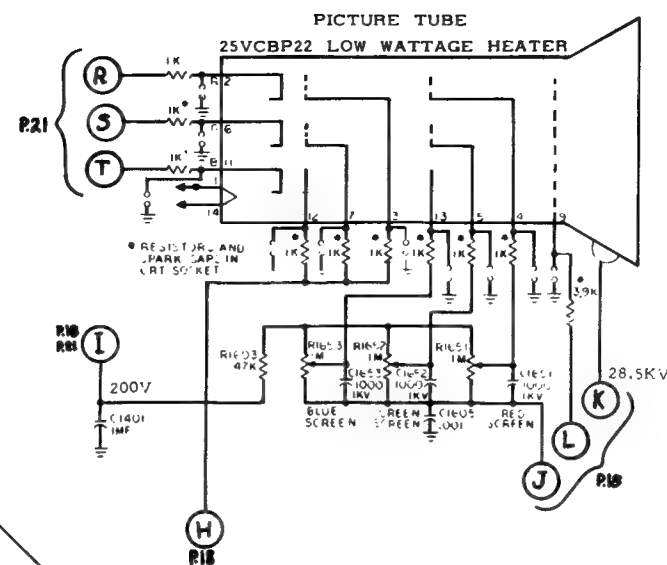 PICTURE TUBE
25VCBP22 LOW WATTAGE HEATER
R
1K
2
S
1K*
G 6
P.21
T
1K*
B 11
1
14
12
7
3
13
5
4
9
* RESISTORS AND
SPARK GAPS IN
CRT SOCKET
* 1K
* 1K
* 1K
* 1K
* 1K
* 1K
* 3.9K
P.18
I
200V
C1401
1MF
R1603
47K
R1653
1M
R1652
1M
R1651
1M
C1653
1000
1KV
C1652
1000
1KV
C1651
1000
1KV
C1605
.001
BLUE
SCREEN
GREEN
SCREEN
RED
SCREEN
28.5KV
K
L
J
P.18
H
P.18